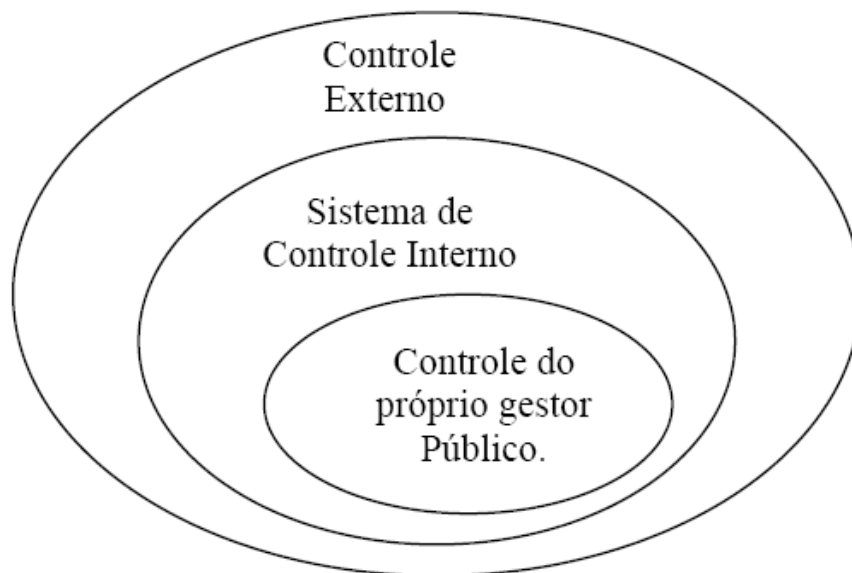 Controle
Externo
Sistema de
Controle Interno
Controle do
próprio gestor
Público.